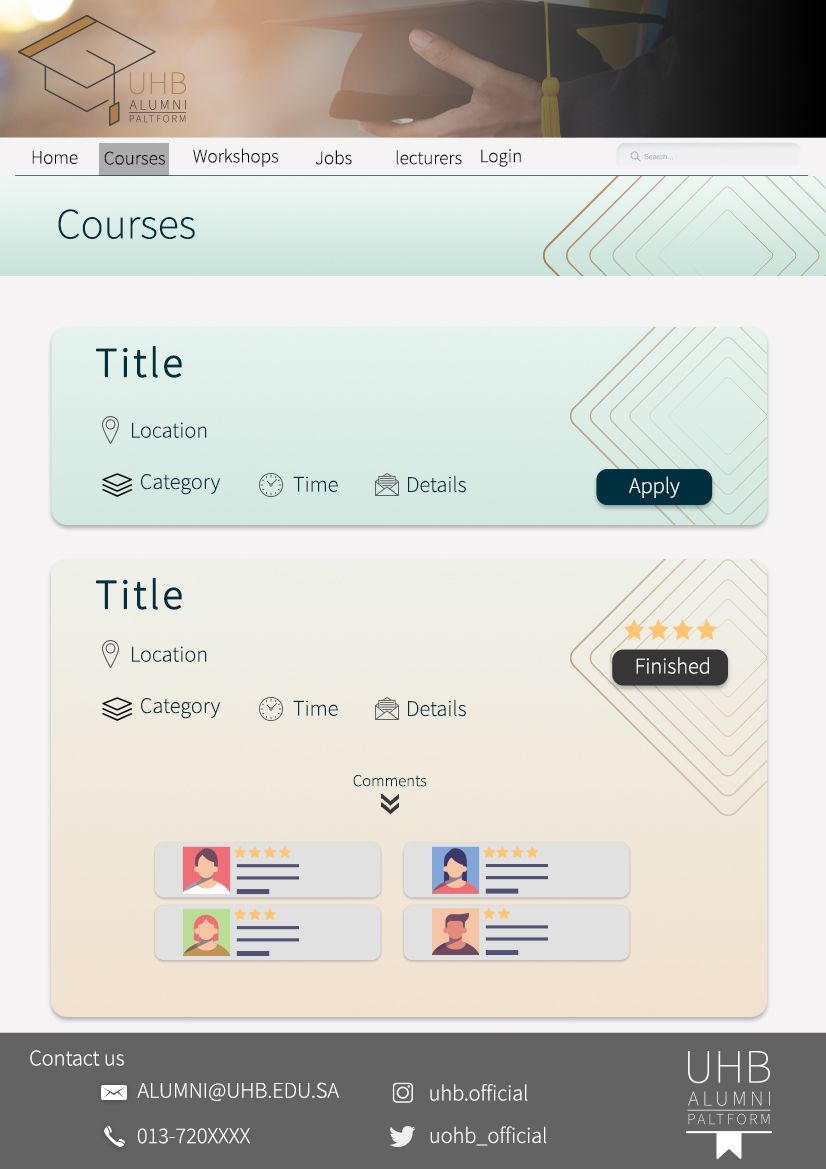 UHB
ALUMNI
PALTFORM
Home Courses Workshops Jobs lecturers Login Search...
Courses
Title
Location
Category Time Details Apply
Title
Location
Finished
Category Time Details
Comments
Contact us
ALUMNI@UHB.EDU.SA uhb.official
013-720XXXX uohb_official
UHB
ALUMNI
PALTFORM